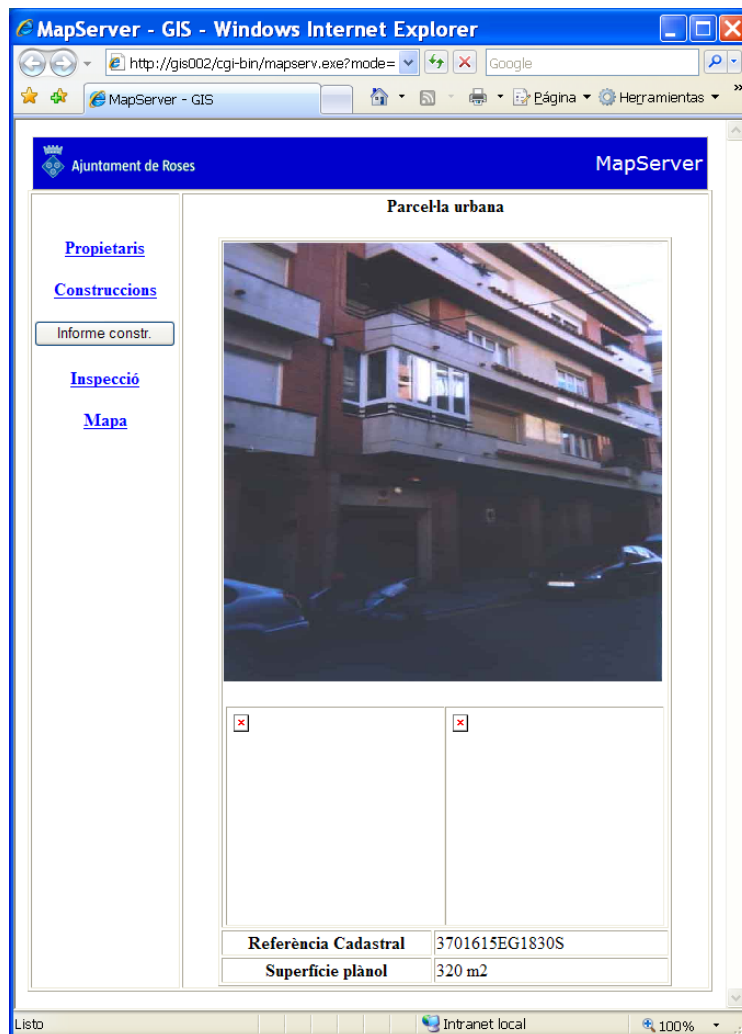 MapServer - GIS - Windows Internet Explorer
http://gis002/cgi-bin/mapserv.exe?mode=
Google
MapServer - GIS
Página
Herramientas
»
Ajuntament de Roses
MapServer
Parcel·la urbana
Propietaris
Construccions
Informe constr.
Inspecció
Mapa
Referència Cadastral 3701615EG1830S
Superfície plànol 320 m2
Listo
Intranet local
100%